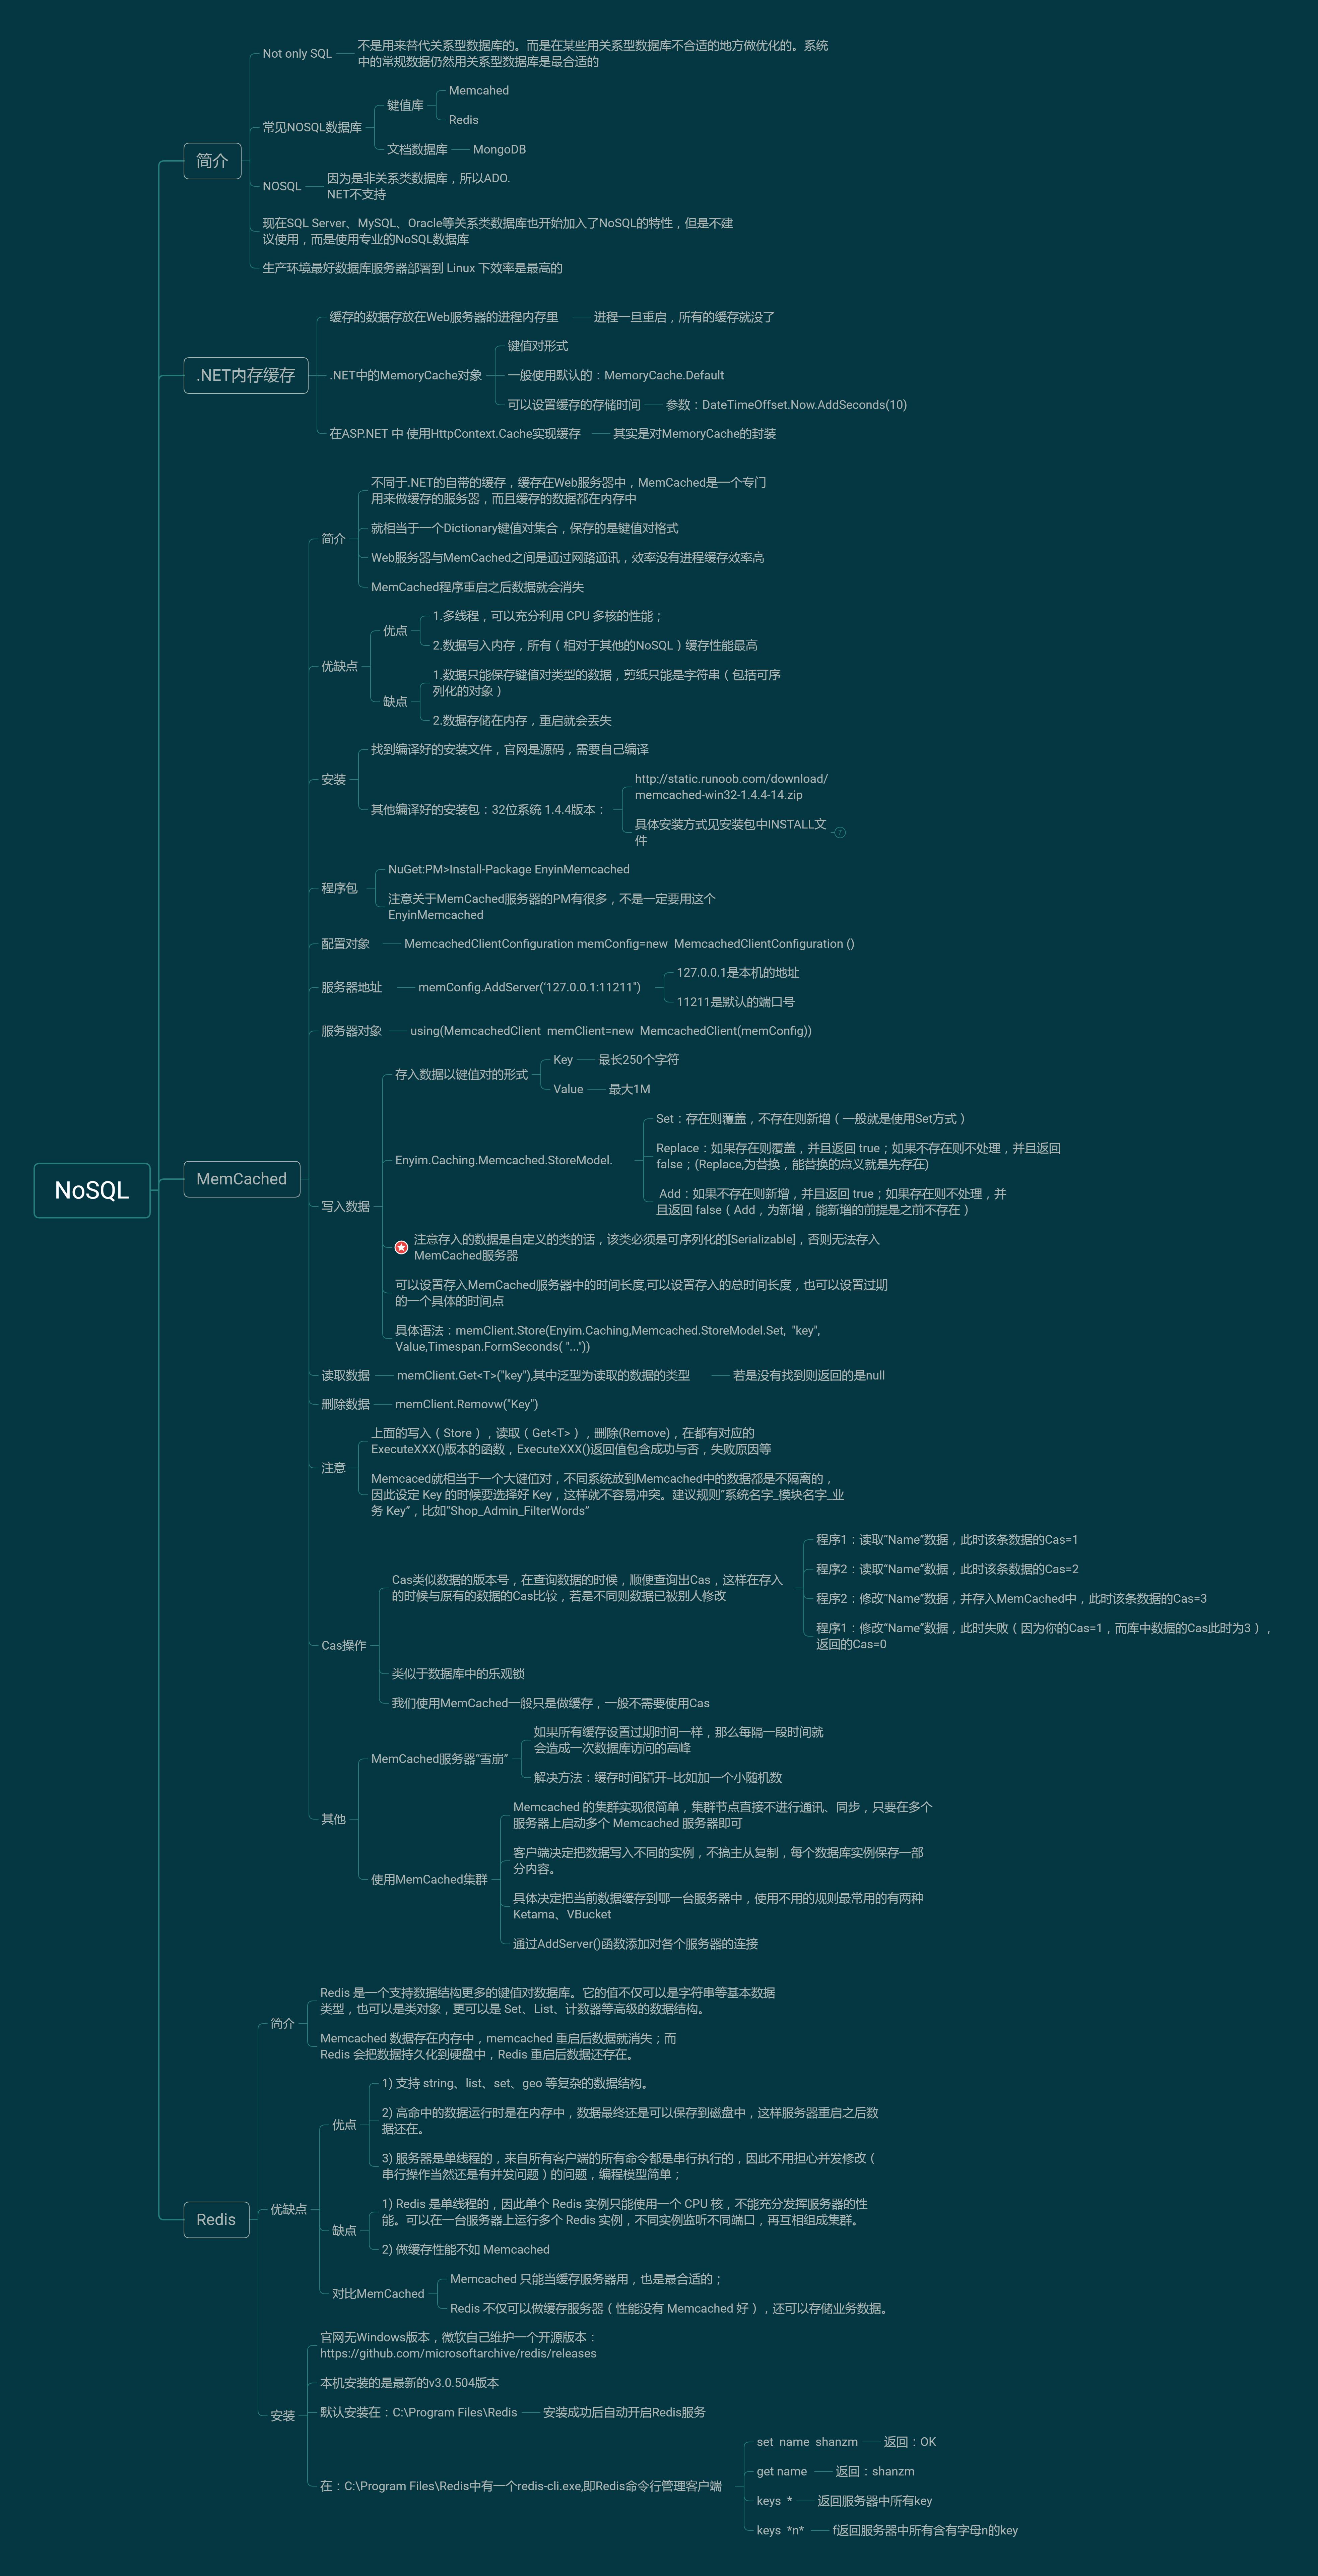 NoSQL
简介
Not only SQL
不是用来替代关系型数据库的。而是在某些用关系型数据库不合适的地方做优化的。系统
中的常规数据仍然用关系型数据库是最合适的
常见NOSQL数据库
键值库
Memcahed
Redis
文档数据库
MongoDB
NOSQL
因为是非关系类数据库，所以ADO.
NET不支持
现在SQL Server、MySQL、Oracle等关系类数据库也开始加入了NoSQL的特性，但是不建
议使用，而是使用专业的NoSQL数据库
生产环境最好数据库服务器部署到 Linux 下效率是最高的
.NET内存缓存
缓存的数据存放在Web服务器的进程内存里
进程一旦重启，所有的缓存就没了
.NET中的MemoryCache对象
键值对形式
一般使用默认的：MemoryCache.Default
可以设置缓存的存储时间
参数：DateTimeOffset.Now.AddSeconds(10)
在ASP.NET 中 使用HttpContext.Cache实现缓存
其实是对MemoryCache的封装
MemCached
简介
不同于.NET的自带的缓存，缓存在Web服务器中，MemCached是一个专门
用来做缓存的服务器，而且缓存的数据都在内存中
就相当于一个Dictionary键值对集合，保存的是键值对格式
Web服务器与MemCached之间是通过网路通讯，效率没有进程缓存效率高
MemCached程序重启之后数据就会消失
优缺点
优点
1.多线程，可以充分利用 CPU 多核的性能；
2.数据写入内存，所有（相对于其他的NoSQL）缓存性能最高
缺点
1.数据只能保存键值对类型的数据，剪纸只能是字符串（包括可序
列化的对象）
2.数据存储在内存，重启就会丢失
安装
找到编译好的安装文件，官网是源码，需要自己编译
其他编译好的安装包：32位系统 1.4.4版本：
http://static.runoob.com/download/
memcached-win32-1.4.4-14.zip
具体安装方式见安装包中INSTALL文
件
?
程序包
NuGet:PM>Install-Package EnyinMemcached
注意关于MemCached服务器的PM有很多，不是一定要用这个
EnyinMemcached
配置对象
MemcachedClientConfiguration memConfig=new  MemcachedClientConfiguration ()
服务器地址
memConfig.AddServer('127.0.0.1:11211")
127.0.0.1是本机的地址
11211是默认的端口号
服务器对象
using(MemcachedClient  memClient=new  MemcachedClient(memConfig))
写入数据
存入数据以键值对的形式
Key
最长250个字符
Value
最大1M
Enyim.Caching.Memcached.StoreModel.
Set：存在则覆盖，不存在则新增（一般就是使用Set方式）
Replace：如果存在则覆盖，并且返回 true；如果不存在则不处理，并且返回
false；(Replace,为替换，能替换的意义就是先存在)
Add：如果不存在则新增，并且返回 true；如果存在则不处理，并
且返回 false（Add，为新增，能新增的前提是之前不存在）
注意存入的数据是自定义的类的话，该类必须是可序列化的[Serializable]，否则无法存入
MemCached服务器
可以设置存入MemCached服务器中的时间长度,可以设置存入的总时间长度，也可以设置过期
的一个具体的时间点
具体语法：memClient.Store(Enyim.Caching,Memcached.StoreModel.Set,  "key",
Value,Timespan.FormSeconds( "..."))
读取数据
memClient.Get<T>("key"),其中泛型为读取的数据的类型
若是没有找到则返回的是null
删除数据
memClient.Removw("Key")
注意
上面的写入（Store），读取（Get<T>），删除(Remove)，在都有对应的
ExecuteXXX()版本的函数，ExecuteXXX()返回值包含成功与否，失败原因等
Memcaced就相当于一个大键值对，不同系统放到Memcached中的数据都是不隔离的，
因此设定 Key 的时候要选择好 Key，这样就不容易冲突。建议规则“系统名字_模块名字_业
务 Key”，比如“Shop_Admin_FilterWords”
Cas操作
Cas类似数据的版本号，在查询数据的时候，顺便查询出Cas，这样在存入
的时候与原有的数据的Cas比较，若是不同则数据已被别人修改
程序1：读取“Name”数据，此时该条数据的Cas=1
程序2：读取“Name”数据，此时该条数据的Cas=2
程序2：修改“Name”数据，并存入MemCached中，此时该条数据的Cas=3
程序1：修改“Name”数据，此时失败（因为你的Cas=1，而库中数据的Cas此时为3），
返回的Cas=0
类似于数据库中的乐观锁
我们使用MemCached一般只是做缓存，一般不需要使用Cas
其他
MemCached服务器“雪崩”
如果所有缓存设置过期时间一样，那么每隔一段时间就
会造成一次数据库访问的高峰
解决方法：缓存时间错开--比如加一个小随机数
使用MemCached集群
Memcached 的集群实现很简单，集群节点直接不进行通讯、同步，只要在多个
服务器上启动多个 Memcached 服务器即可
客户端决定把数据写入不同的实例，不搞主从复制，每个数据库实例保存一部
分内容。
具体决定把当前数据缓存到哪一台服务器中，使用不用的规则最常用的有两种
Ketama、VBucket
通过AddServer()函数添加对各个服务器的连接
Redis
简介
Redis 是一个支持数据结构更多的键值对数据库。它的值不仅可以是字符串等基本数据
类型，也可以是类对象，更可以是 Set、List、计数器等高级的数据结构。
Memcached 数据存在内存中，memcached 重启后数据就消失；而
Redis 会把数据持久化到硬盘中，Redis 重启后数据还存在。
优缺点
优点
1) 支持 string、list、set、geo 等复杂的数据结构。
2) 高命中的数据运行时是在内存中，数据最终还是可以保存到磁盘中，这样服务器重启之后数
据还在。
3) 服务器是单线程的，来自所有客户端的所有命令都是串行执行的，因此不用担心并发修改（
串行操作当然还是有并发问题）的问题，编程模型简单；
缺点
1) Redis 是单线程的，因此单个 Redis 实例只能使用一个 CPU 核，不能充分发挥服务器的性
能。可以在一台服务器上运行多个 Redis 实例，不同实例监听不同端口，再互相组成集群。
2) 做缓存性能不如 Memcached
对比MemCached
Memcached 只能当缓存服务器用，也是最合适的；
Redis 不仅可以做缓存服务器（性能没有 Memcached 好），还可以存储业务数据。
安装
官网无Windows版本，微软自己维护一个开源版本：
https://github.com/microsoftarchive/redis/releases
本机安装的是最新的v3.0.504版本
默认安装在：C:\Program Files\Redis
安装成功后自动开启Redis服务
在：C:\Program Files\Redis中有一个redis-cli.exe,即Redis命令行管理客户端
set  name  shanzm
返回：OK
get name
返回：shanzm
keys  *
返回服务器中所有key
keys  *n*
f返回服务器中所有含有字母n的key